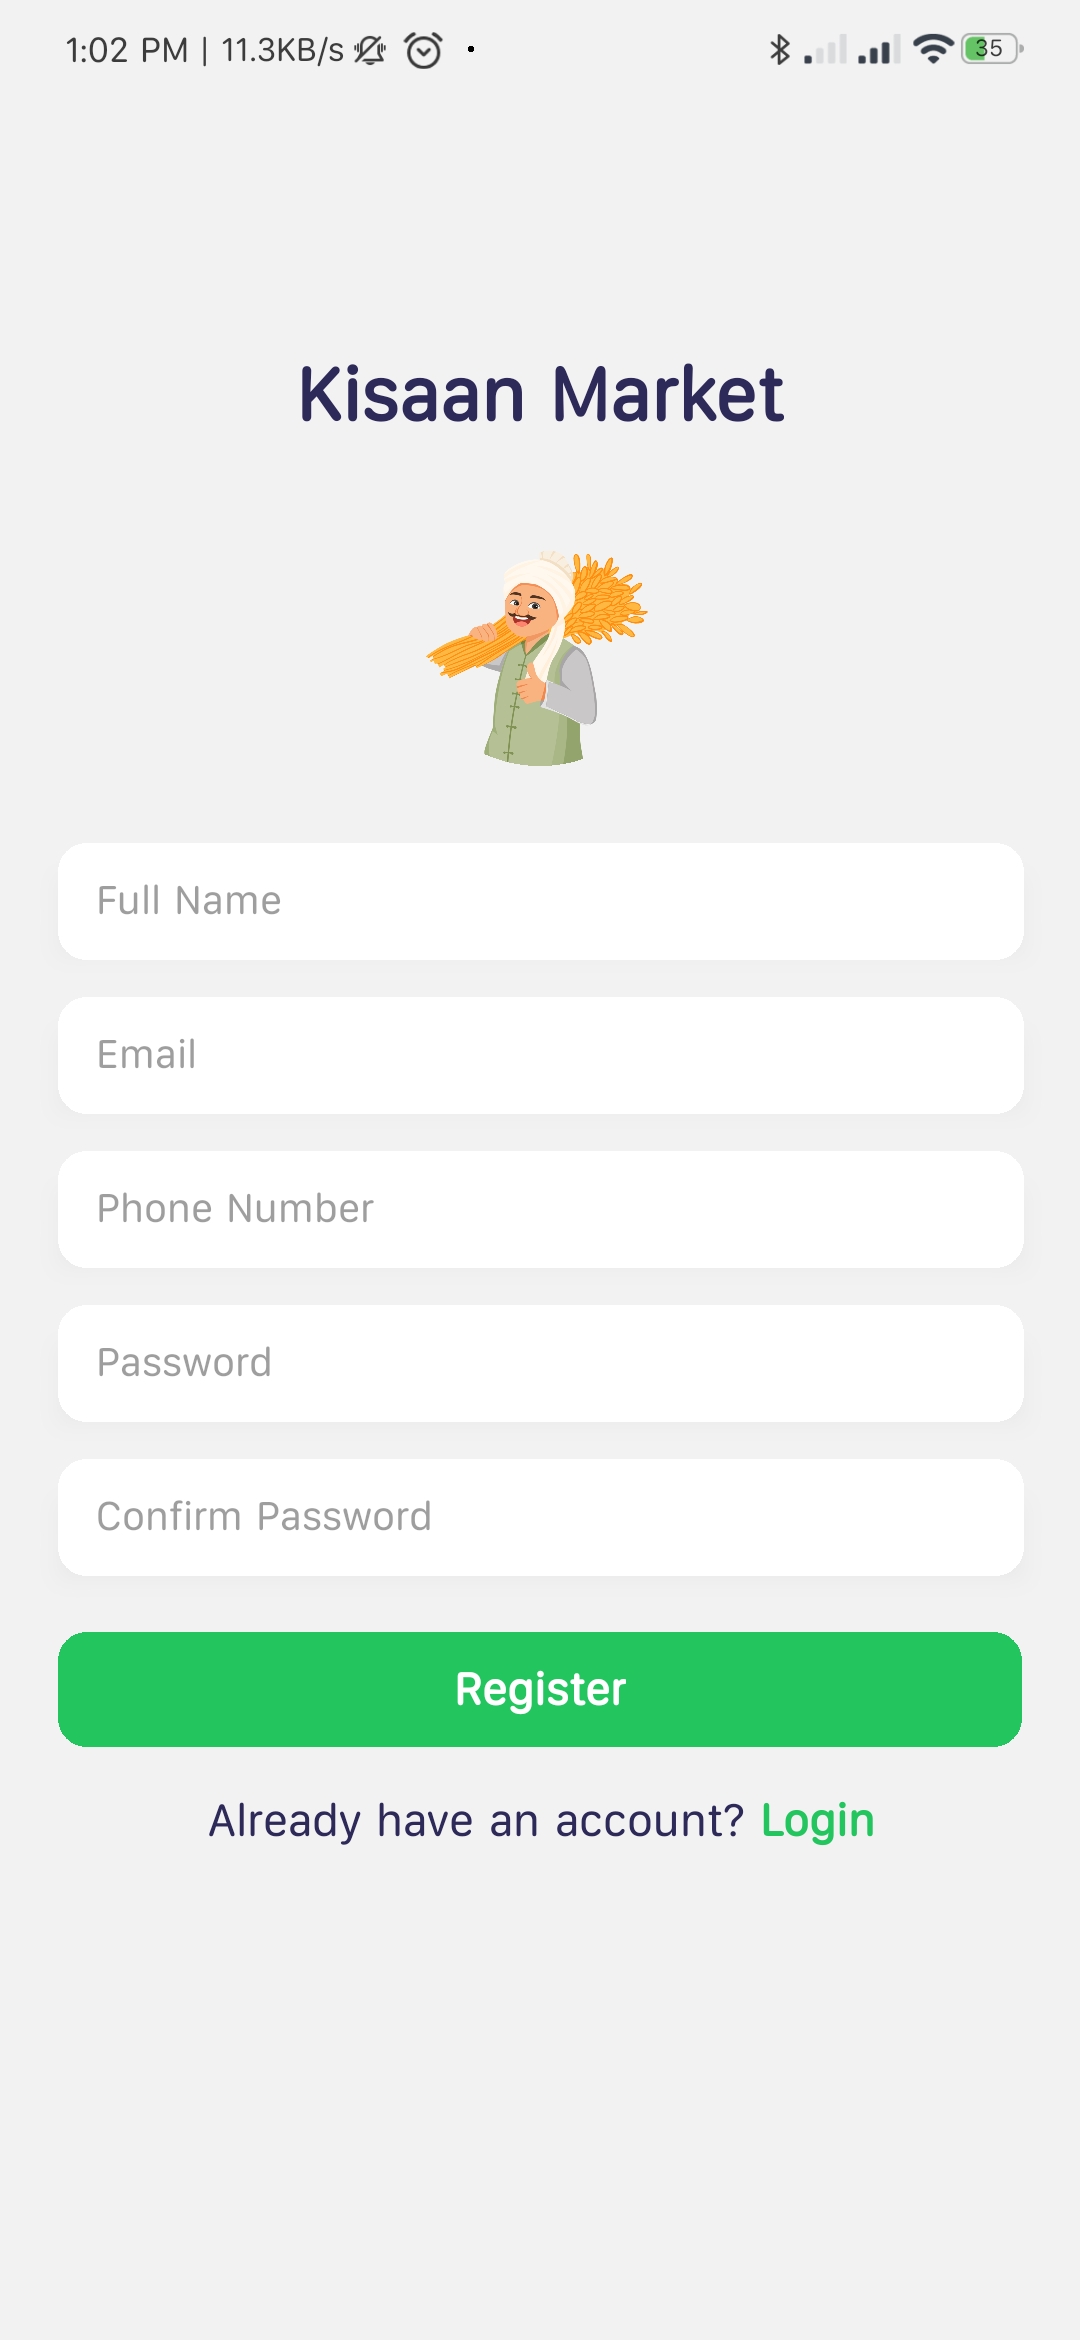 1:02 PM | 11.3KB/s 35
Kisaan Market
Full Name
Email
Phone Number
Password
Confirm Password
Register
Already have an account? Login